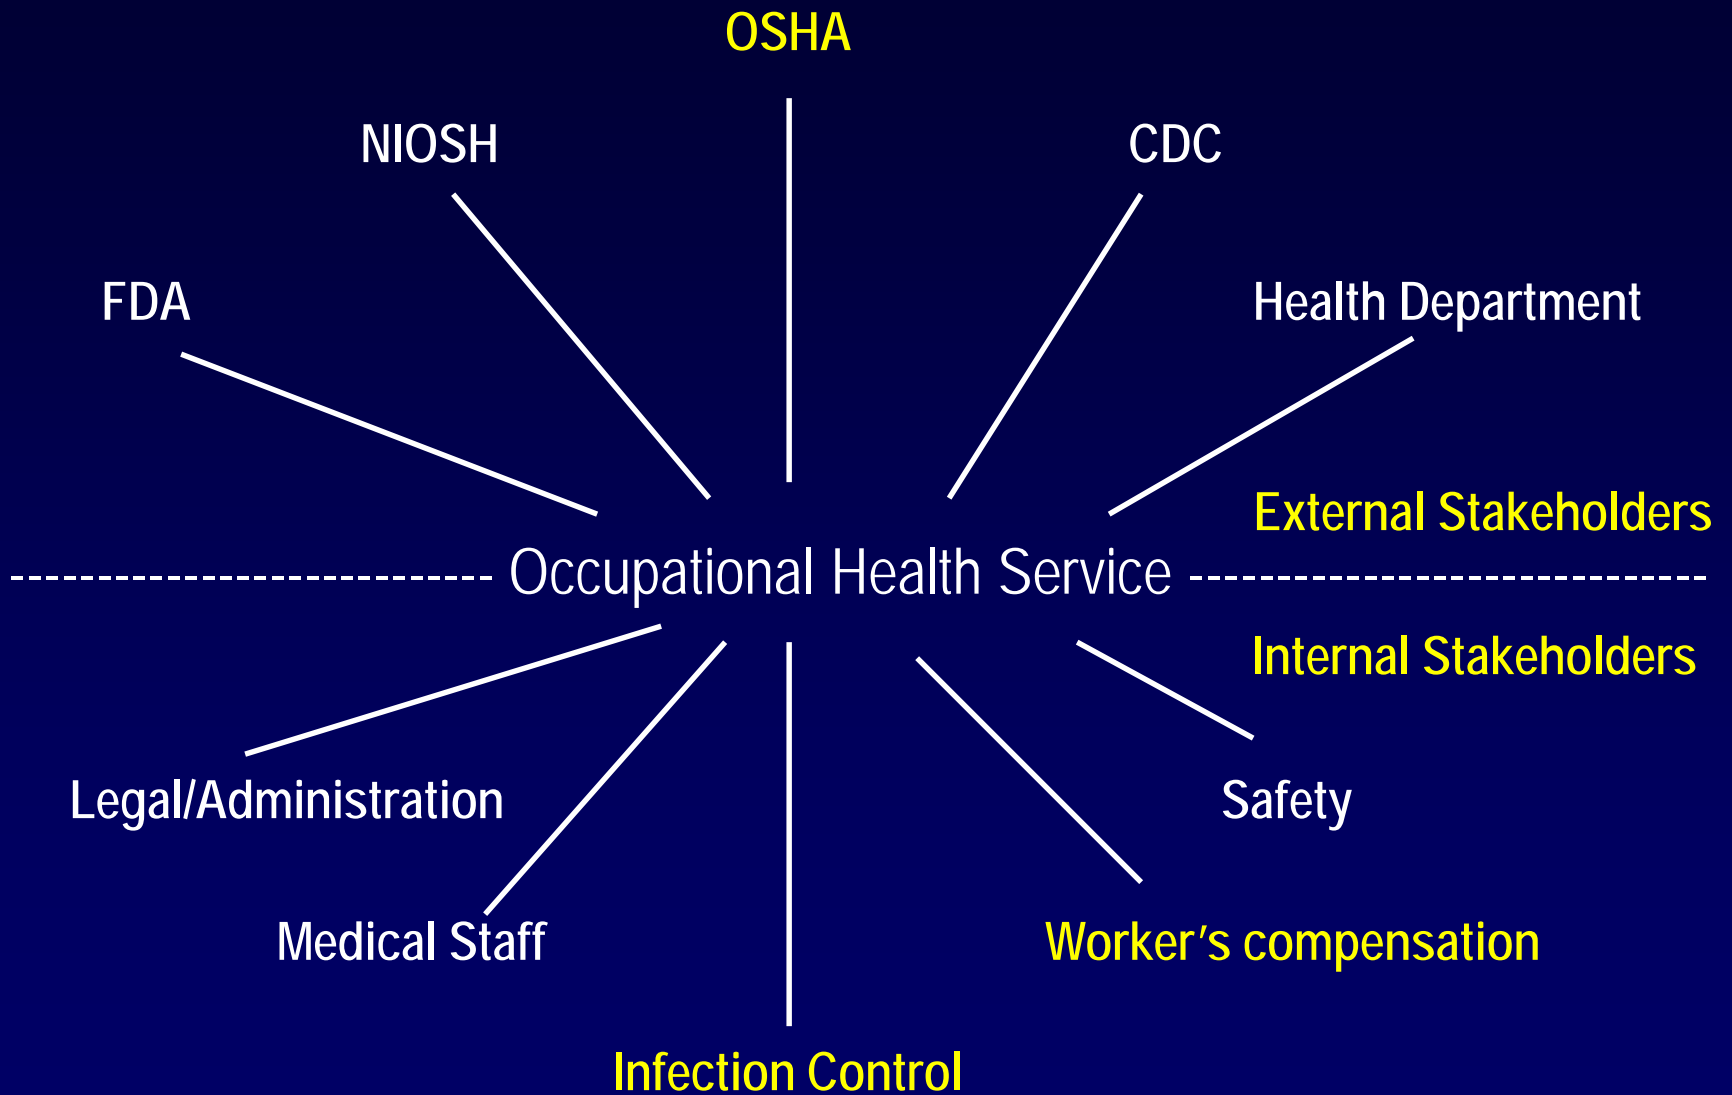 OSHA
NIOSH
CDC
FDA
Health Department
External Stakeholders
Occupational Health Service
Internal Stakeholders
Legal/Administration
Safety
Medical Staff
Worker’s compensation
Infection Control